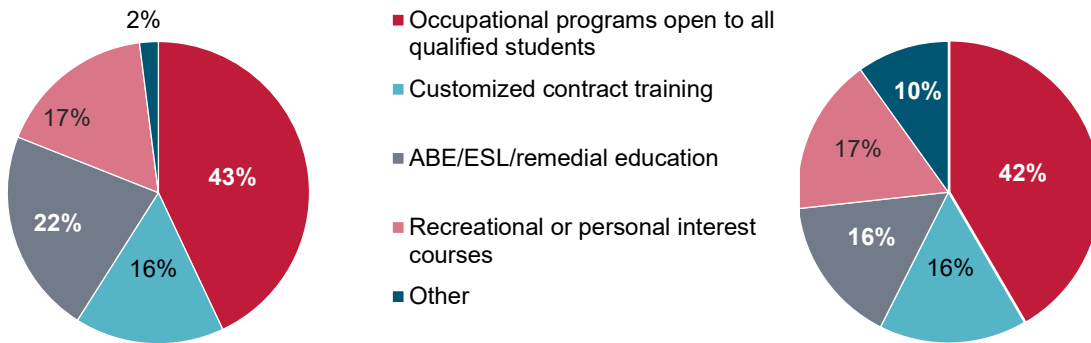 2%
17%
43%
22%
16%
Occupational programs open to all
qualified students
Customized contract training
ABE/ESL/remedial education
Recreational or personal interest
courses
Other
10%
17%
42%
16%
16%